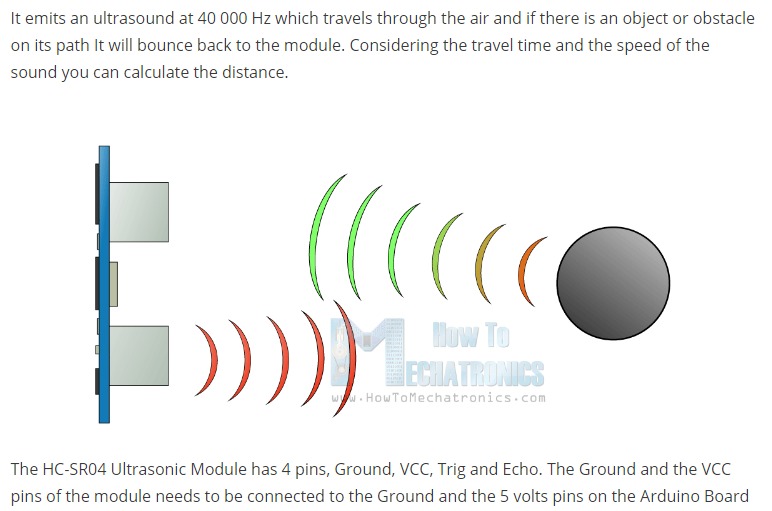 It emits an ultrasound at 40 000 Hz which travels through the air and if there is an object or obstacle
on its path It will bounce back to the module. Considering the travel time and the speed of the
sound you can calculate the distance.
How To
MECHATRONICS
www.HowToMechatronics.com
The HC-SR04 Ultrasonic Module has 4 pins, Ground, VCC, Trig and Echo. The Ground and the VCC
pins of the module needs to be connected to the Ground and the 5 volts pins on the Arduino Board